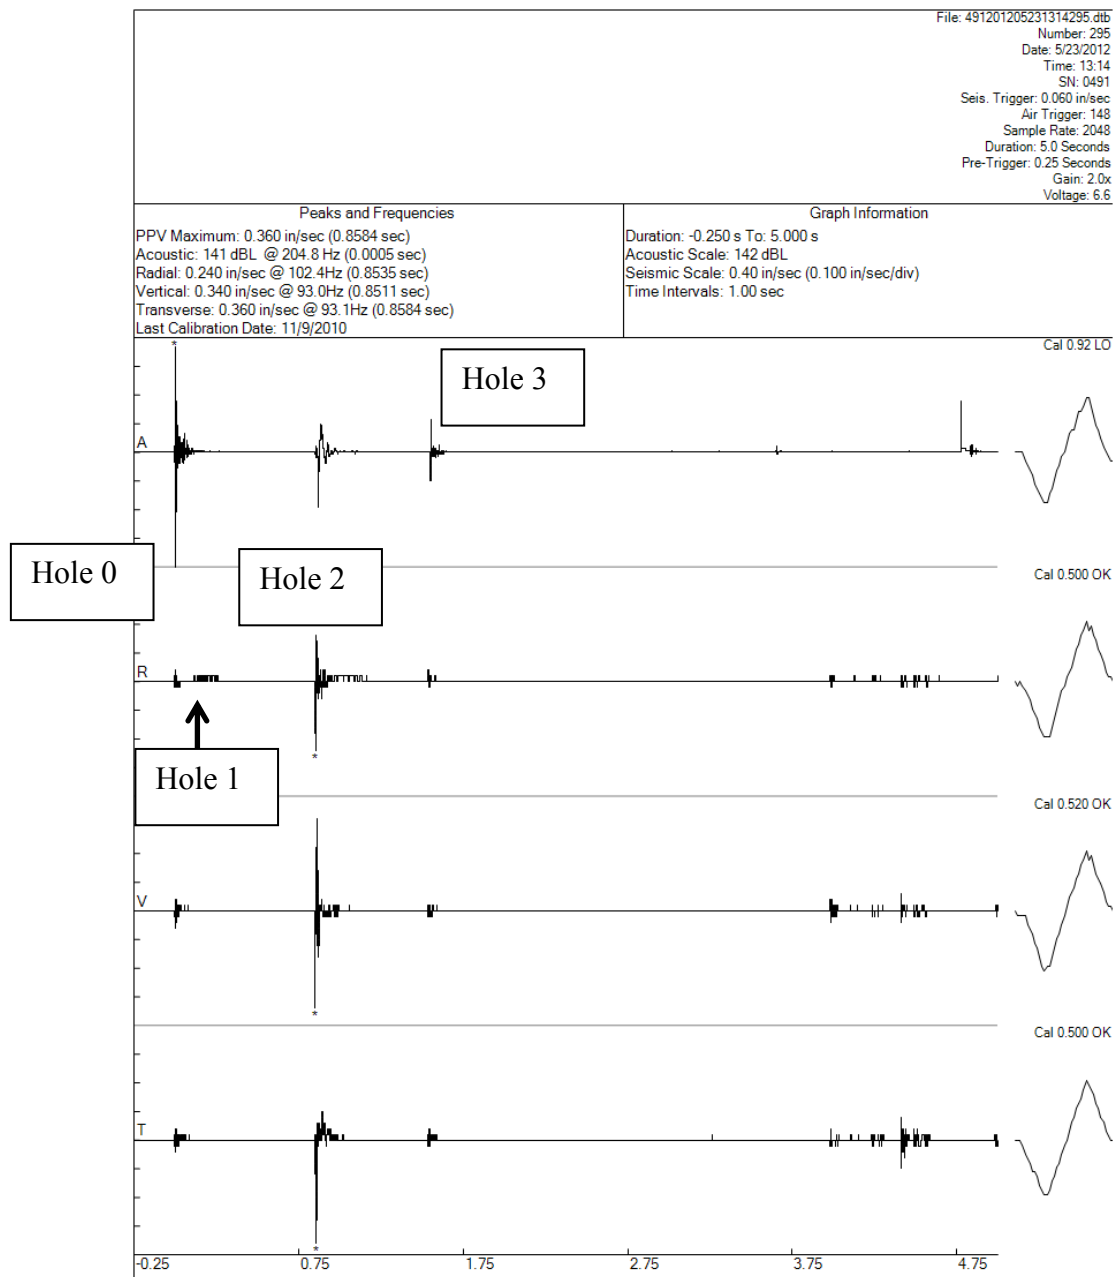 File: 491201205231314295.dtb
Number: 295
Date: 5/23/2012
Time: 13:14
SN: 0491
Seis. Trigger: 0.060 in/sec
Air Trigger: 148
Sample Rate: 2048
Duration: 5.0 Seconds
Pre-Trigger: 0.25 Seconds
Gain: 2.0x
Voltage: 6.6
Peaks and Frequencies
PPV Maximum: 0.360 in/sec (0.8584 sec)
Acoustic: 141 dBL @ 204.8 Hz (0.0005 sec)
Radial: 0.240 in/sec @ 102.4Hz (0.8535 sec)
Vertical: 0.340 in/sec @ 93.0Hz (0.8511 sec)
Transverse: 0.360 in/sec @ 93.1Hz (0.8584 sec)
Last Calibration Date: 11/9/2010
Graph Information
Duration: -0.250 s To: 5.000 s
Acoustic Scale: 142 dBL
Seismic Scale: 0.40 in/sec (0.100 in/sec/div)
Time Intervals: 1.00 sec
*
Cal 0.92 LO
Hole 3
A
Hole 0
Hole 2
Cal 0.500 OK
R
*
Hole 1
Cal 0.520 OK
V
*
Cal 0.500 OK
T
*
-0.25 0.75 1.75 2.75 3.75 4.75